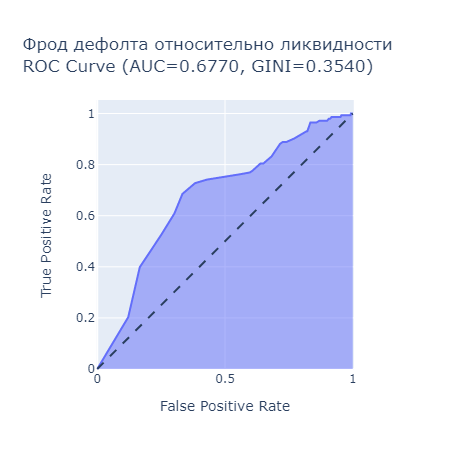 Фрод дефолта относительно ликвидности
ROC Curve (AUC=0.6770, GINI=0.3540)
1
0.8
0.6
0.4
0.2
0
0
0.5
1
True Positive Rate
False Positive Rate